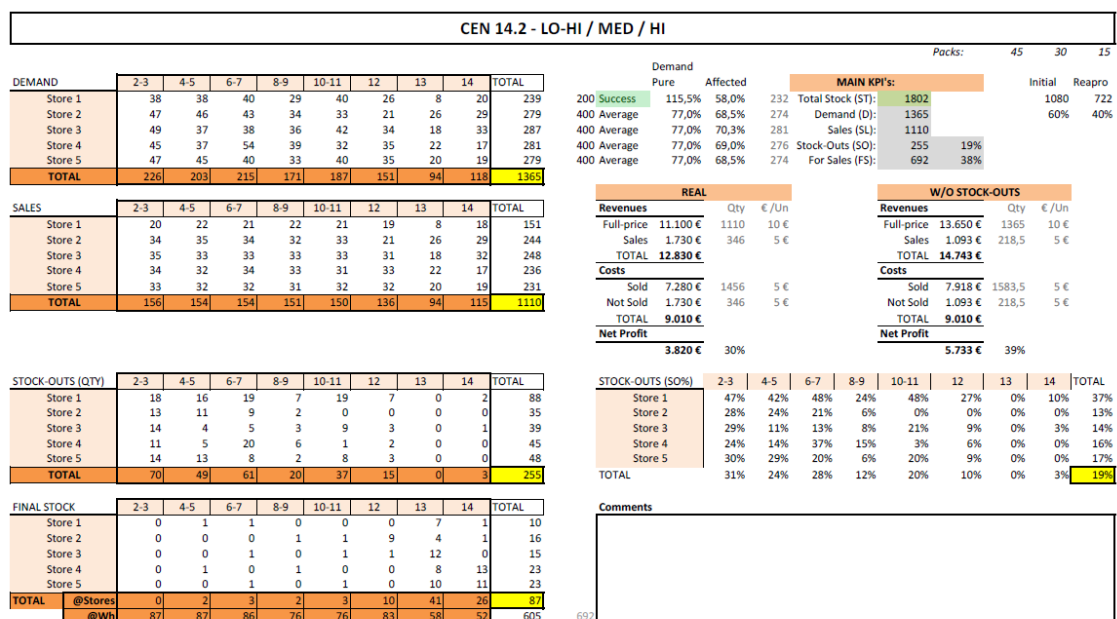 CEN 14.2 - LO-HI / MED / HI
Packs: 45 30 15
Demand
DEMAND 2-3 4-5 6-7 8-9 10-11 12 13 14 TOTAL Pure Affected MAIN KPI's: Initial Reapro
Store 1 38 38 40 29 40 26 8 20 239 200 Success 115,5% 58,0% 232 Total Stock (ST): 1802 1080 722
Store 2 47 46 43 34 33 21 26 29 279 400 Average 77,0% 68,5% 274 Demand (D): 1365 60% 40%
Store 3 49 37 38 36 42 34 18 33 287 400 Average 77,0% 70,3% 281 Sales (SL): 1110
Store 4 45 37 54 39 32 35 22 17 281 400 Average 77,0% 69,0% 276 Stock-Outs (SO): 255 19%
Store 5 47 45 40 33 40 35 20 19 279 400 Average 77,0% 68,5% 274 For Sales (FS): 692 38%
TOTAL 226 203 215 171 187 151 94 118 1365
REAL W/O STOCK-OUTS
SALES 2-3 4-5 6-7 8-9 10-11 12 13 14 TOTAL Revenues Qty €/Un Revenues Qty €/Un
Store 1 20 22 21 22 21 19 8 18 151 Full-price 11.100 € 1110 10 € Full-price 13.650 € 1365 10 €
Store 2 34 35 34 32 33 21 26 29 244 Sales 1.730 € 346 5 € Sales 1.093 € 218,5 5 €
Store 3 35 33 33 33 33 31 18 32 248 TOTAL 12.830 € TOTAL 14.743 €
Store 4 34 32 34 33 31 33 22 17 236 Costs Costs
Store 5 33 32 32 31 32 32 20 19 231 Sold 7.280 € 1456 5 € Sold 7.918 € 1583,5 5 €
TOTAL 156 154 154 151 150 136 94 115 1110 Not Sold 1.730 € 346 5 € Not Sold 1.093 € 218,5 5 €
TOTAL 9.010 € TOTAL 9.010 €
Net Profit Net Profit
3.820 € 30% 5.733 € 39%
STOCK-OUTS (QTY) 2-3 4-5 6-7 8-9 10-11 12 13 14 TOTAL STOCK-OUTS (SO%) 2-3 4-5 6-7 8-9 10-11 12 13 14 TOTAL
Store 1 18 16 19 7 19 7 0 2 88 Store 1 47% 42% 48% 24% 48% 27% 0% 10% 37%
Store 2 13 11 9 2 0 0 0 0 35 Store 2 28% 24% 21% 6% 0% 0% 0% 0% 13%
Store 3 14 4 5 3 9 3 0 1 39 Store 3 29% 11% 13% 8% 21% 9% 0% 3% 14%
Store 4 11 5 20 6 1 2 0 0 45 Store 4 24% 14% 37% 15% 3% 6% 0% 0% 16%
Store 5 14 13 8 2 8 3 0 0 48 Store 5 30% 29% 20% 6% 20% 9% 0% 0% 17%
TOTAL 70 49 61 20 37 15 0 3 255 TOTAL 31% 24% 28% 12% 20% 10% 0% 3% 19%
FINAL STOCK 2-3 4-5 6-7 8-9 10-11 12 13 14 TOTAL Comments
Store 1 0 1 1 0 0 0 7 1 10
Store 2 0 0 0 1 1 9 4 1 16
Store 3 0 0 1 0 1 1 12 0 15
Store 4 0 1 0 1 0 0 8 13 23
Store 5 0 0 1 0 1 0 10 11 23
TOTAL @Stores 0 2 3 2 3 10 41 26 87
@Wh 87 87 86 76 76 83 58 52 605 692